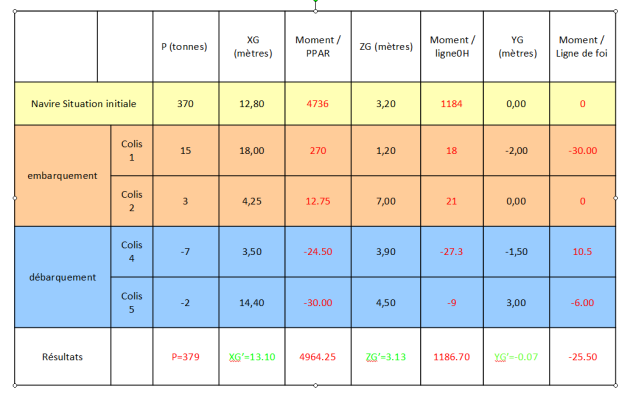 P (tonnes) XG (mètres) Moment / PPAR ZG (mètres) Moment / ligne0H YG (mètres) Moment / Ligne de foi
Navire Situation initiale 370 12,80 4736 3,20 1184 0,00 0
embarquement Colis 1 15 18,00 270 1,20 18 -2,00 -30.00
Colis 2 3 4,25 12.75 7,00 21 0,00 0
débarquement Colis 4 -7 3,50 -24.50 3,90 -27.3 -1,50 10.5
Colis 5 -2 14,40 -30.00 4,50 -9 3,00 -6.00
Résultats P=379 XG'=13.10 4964.25 ZG'=3.13 1186.70 YG'=-0.07 -25.50